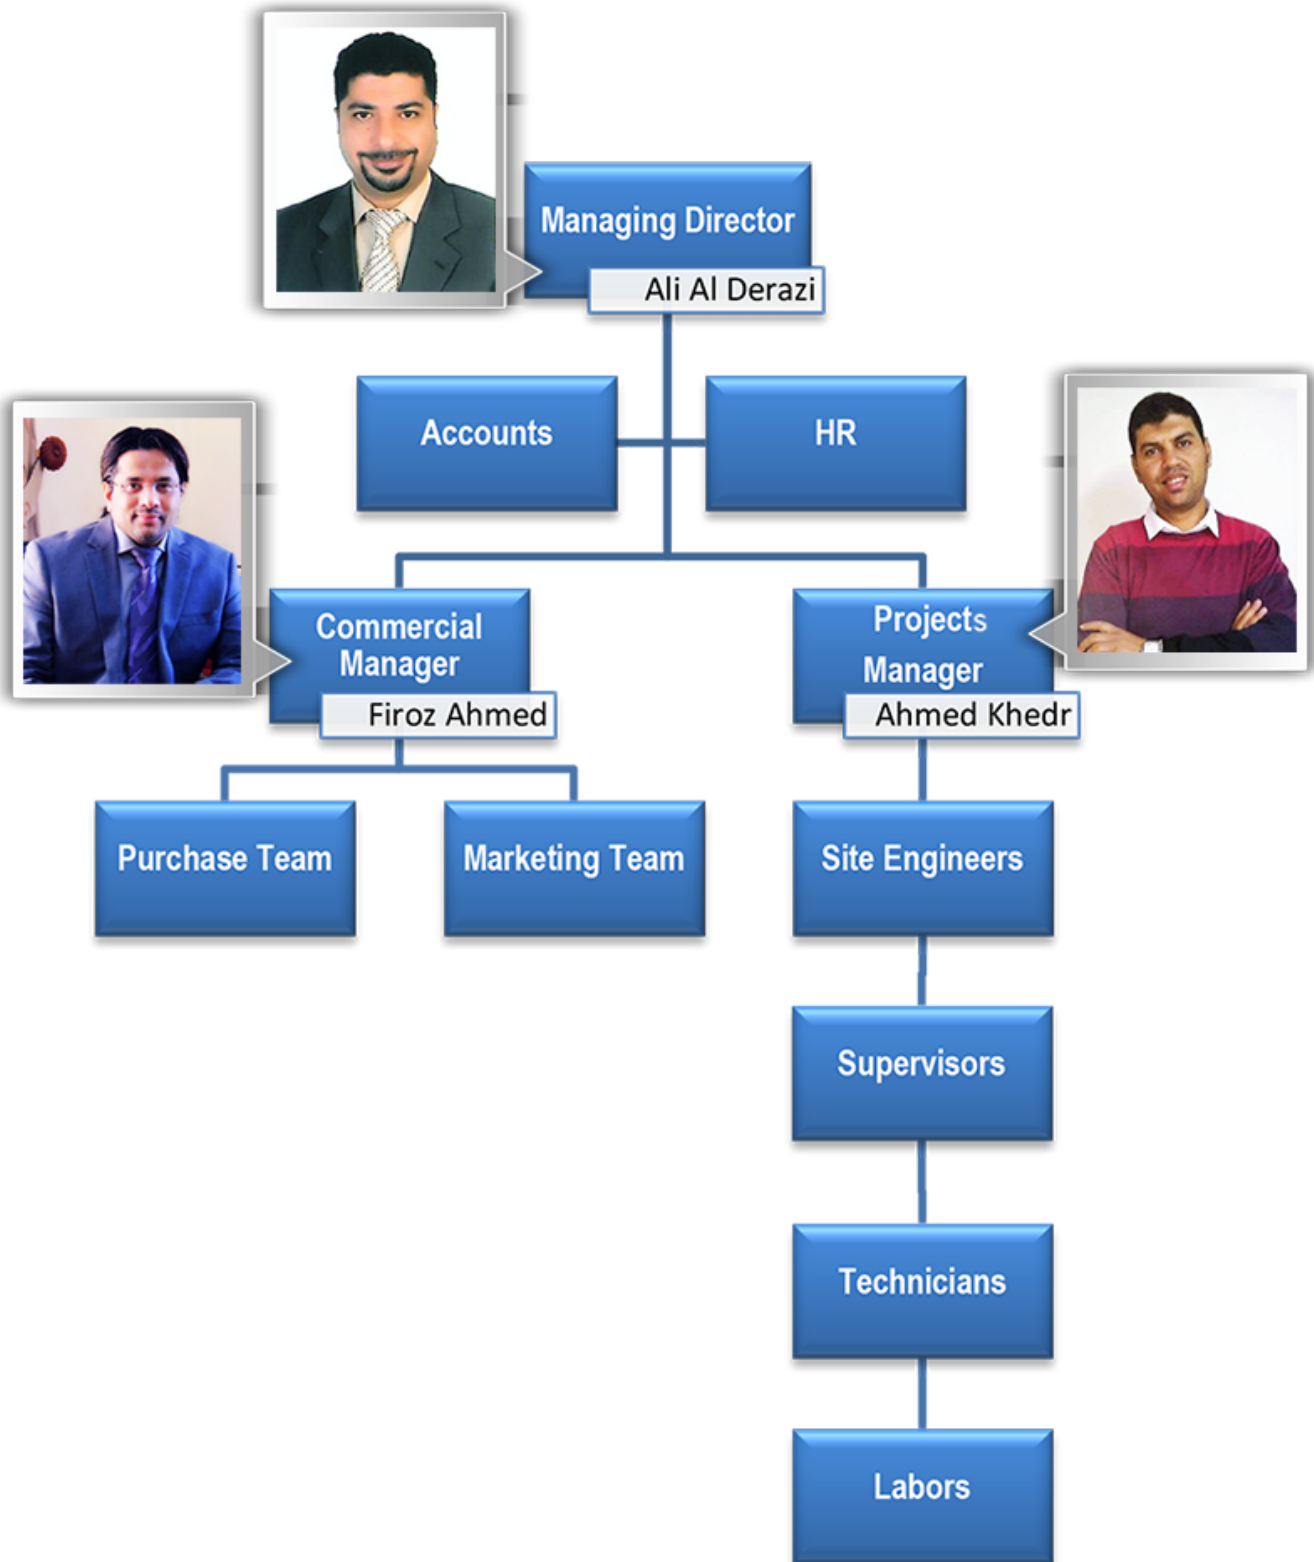 Managing Director
Ali Al Derazi
Accounts
HR
Commercial
Manager
Firoz Ahmed
Projects
Manager
Ahmed Khedr
Purchase Team
Marketing Team
Site Engineers
Supervisors
Technicians
Labors